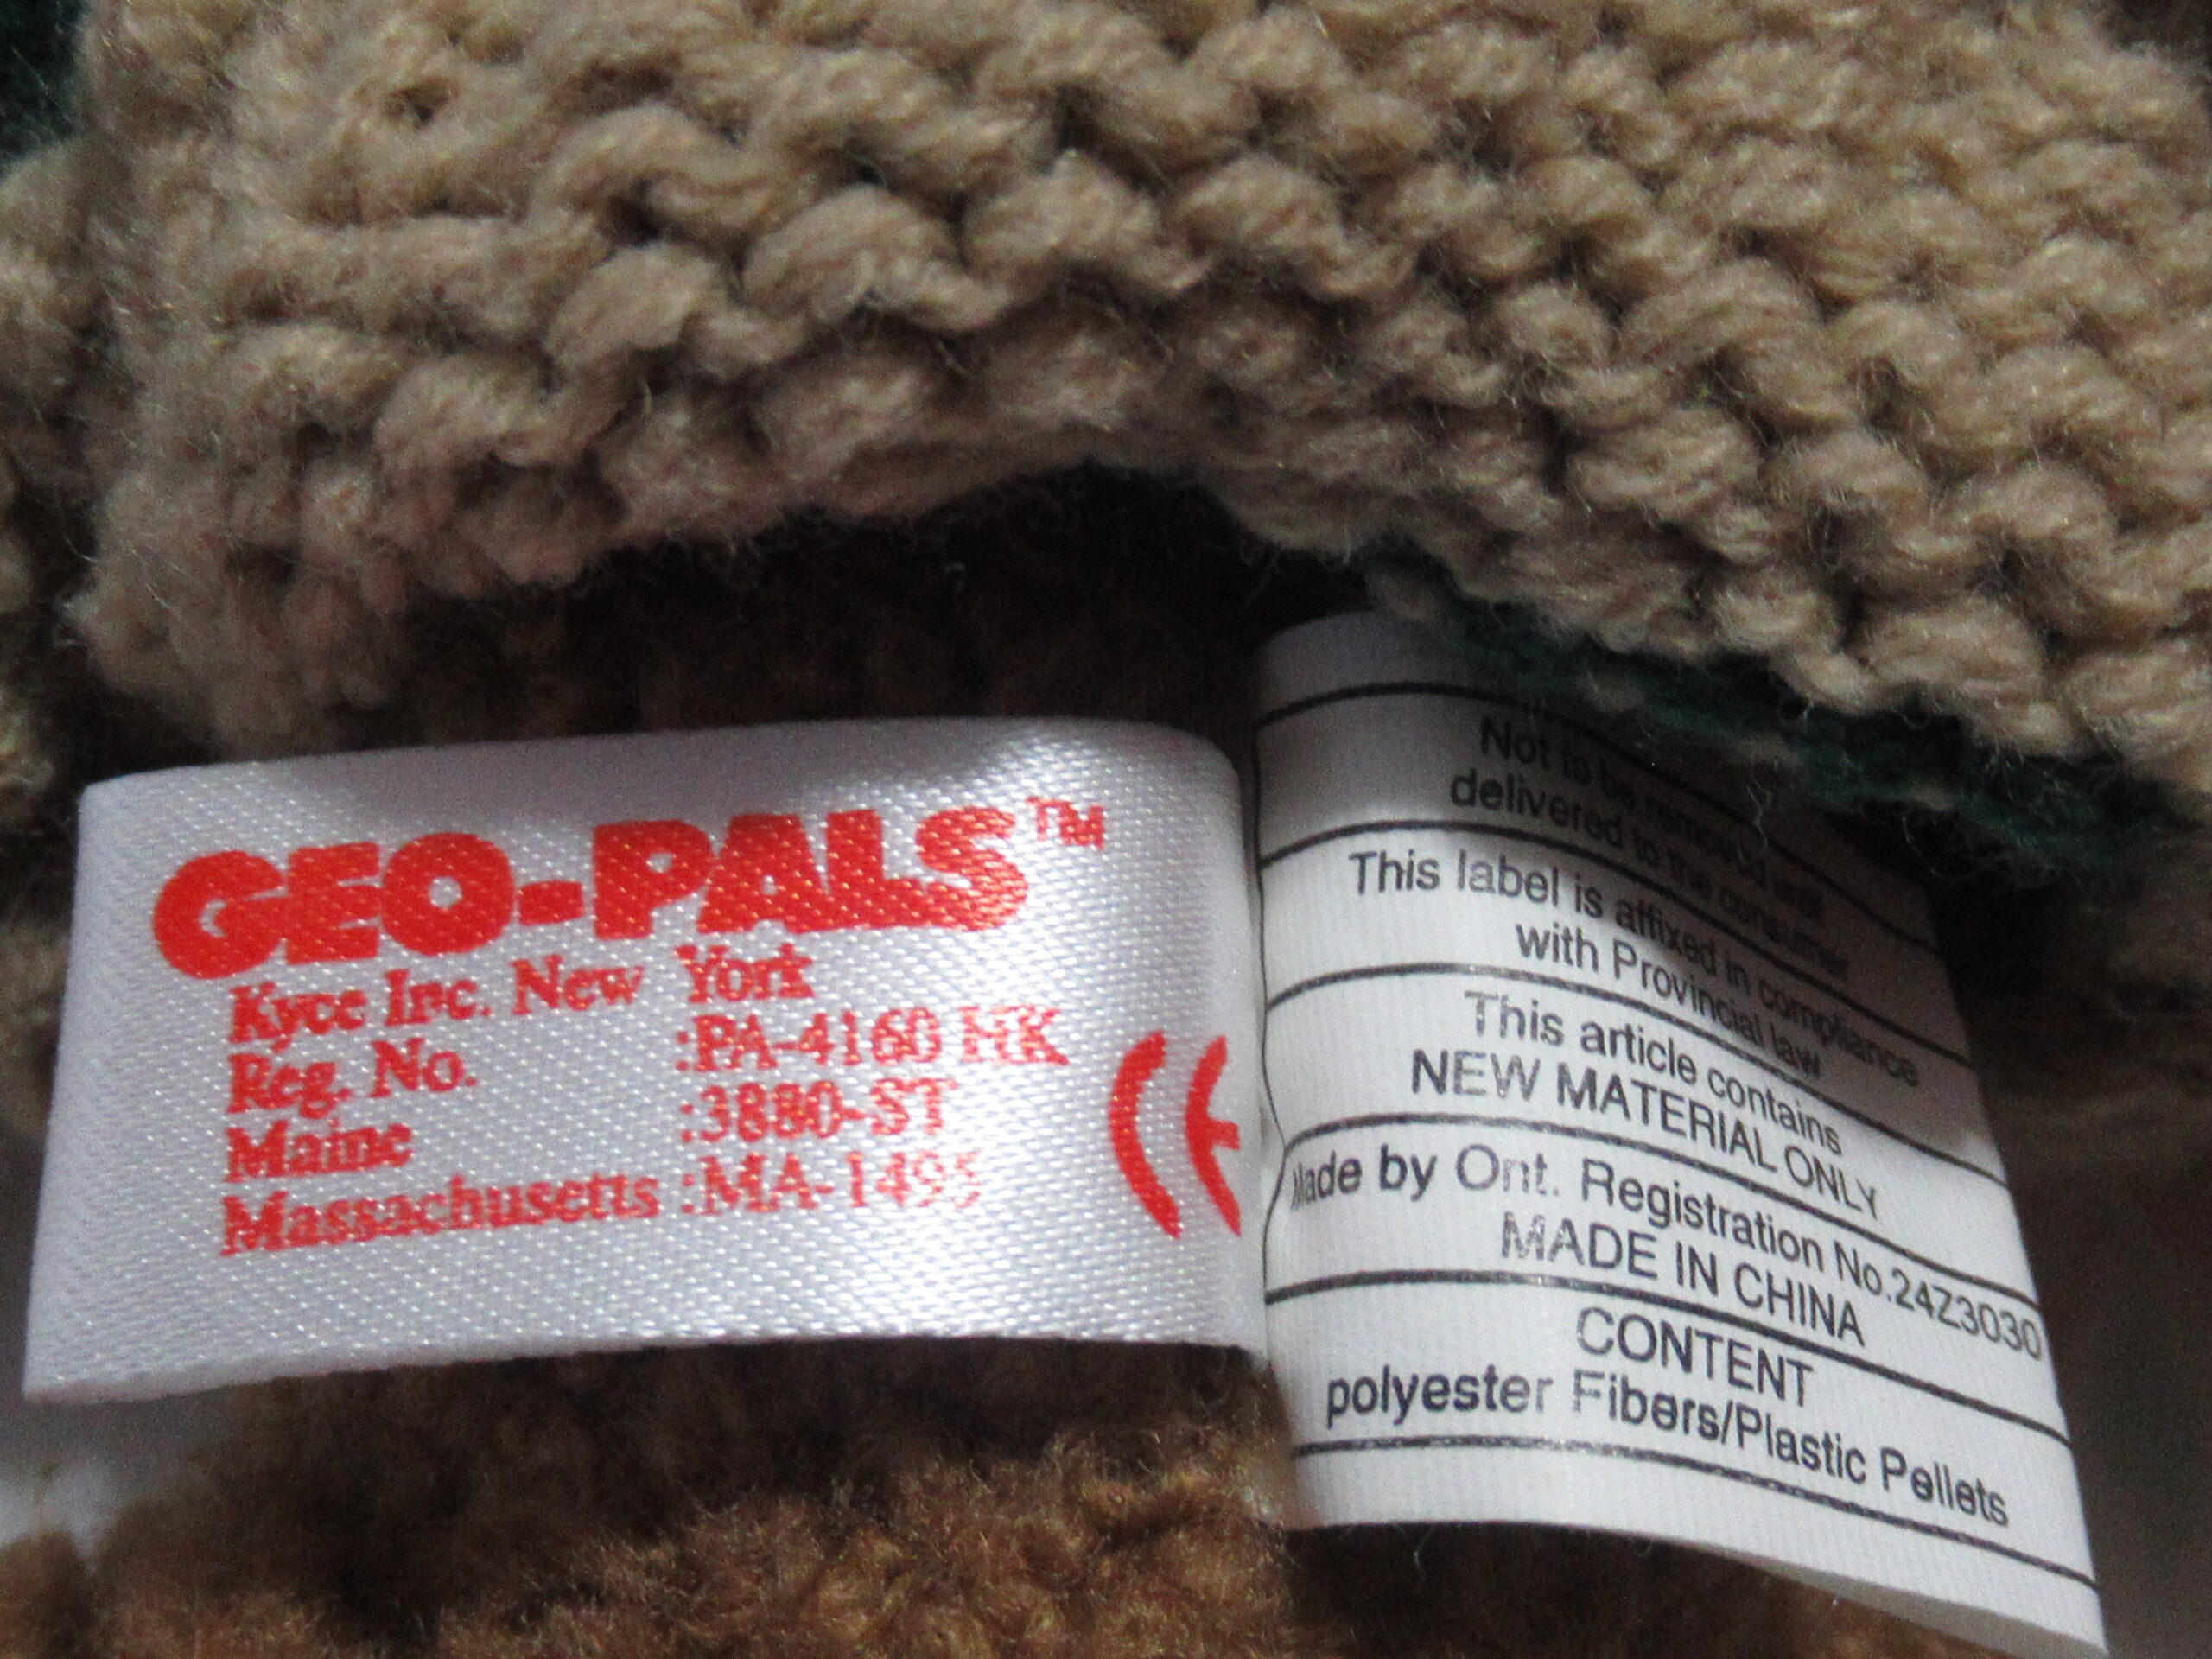 GEO-PALS™
Kyce Inc. New York
Reg. No. :PA-4160 HK
Maine :3880-ST
Massachusetts :MA-1495
CE
Not to be removed until
delivered to the consumer
This label is affixed in compliance
with Provincial law
This article contains
NEW MATERIAL ONLY
Made by Ont. Registration No.24Z3030
MADE IN CHINA
CONTENT
polyester Fibers/Plastic Pellets